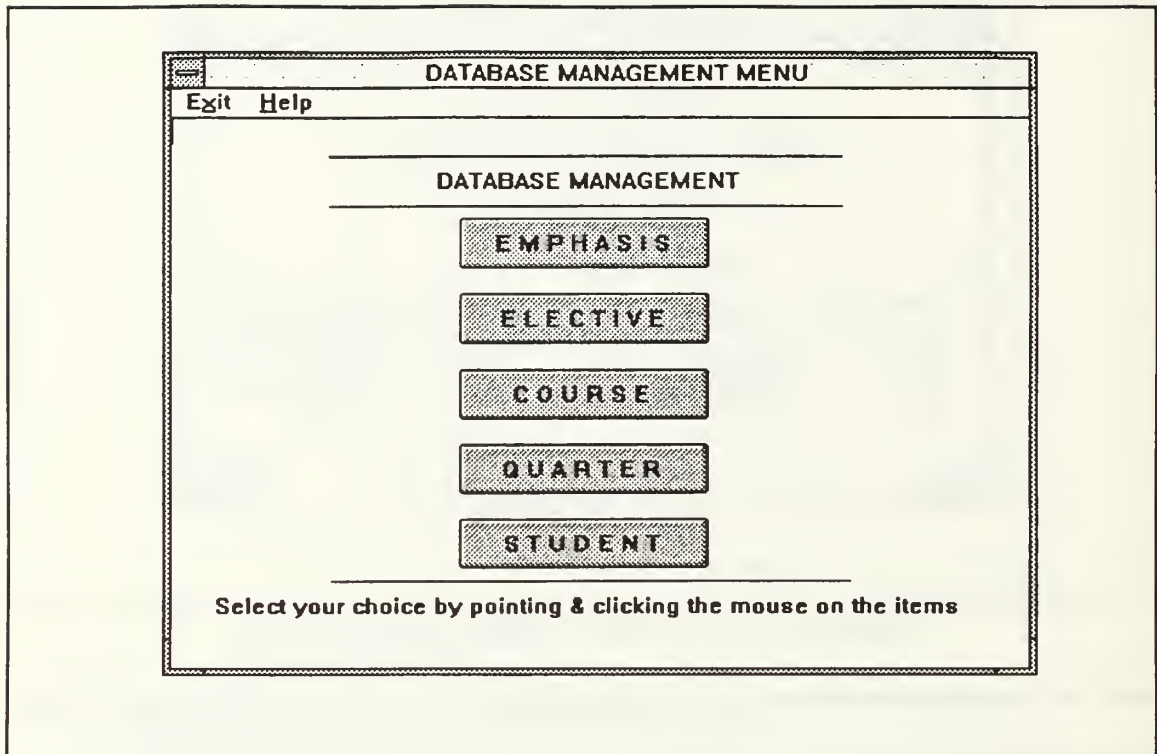 DATABASE MANAGEMENT MENU
Exit Help
DATABASE MANAGEMENT
EMPHASIS
ELECTIVE
COURSE
QUARTER
STUDENT
Select your choice by pointing & clicking the mouse on the items